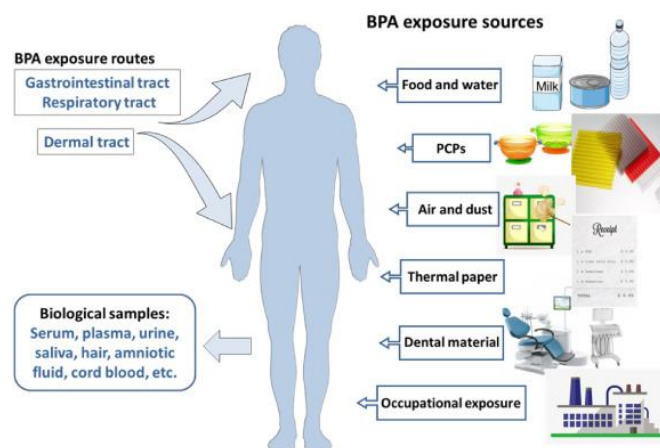 BPA exposure sources
BPA exposure routes
Gastrointestinal tract
Respiratory tract
Dermal tract
Food and water
Milk
PCPs
Air and dust
Receipt
Thermal paper
TOTAL
Biological samples:
Serum, plasma, urine,
saliva, hair, amniotic
fluid, cord blood, etc.
Dental material
Occupational exposure